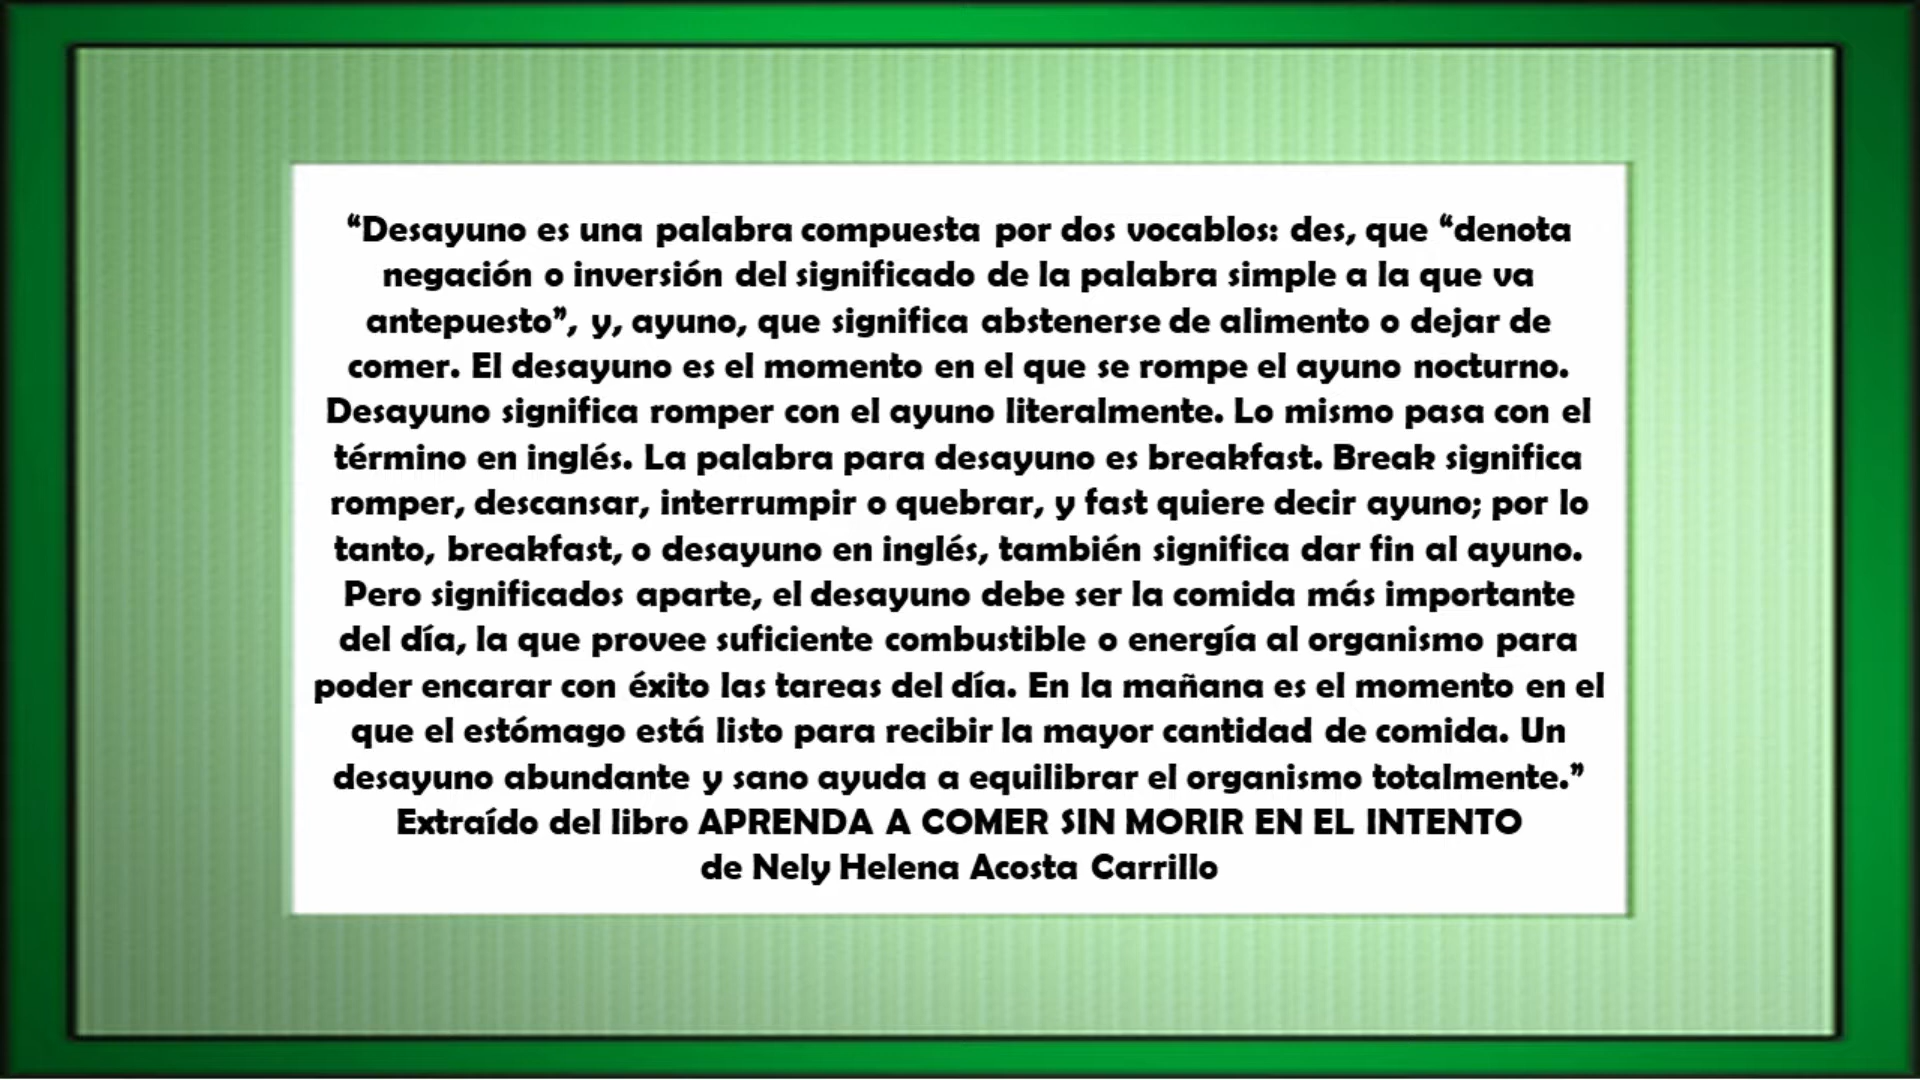 “Desayuno es una palabra compuesta por dos vocablos: des, que “denota
negación o inversión del significado de la palabra simple a la que va
antepuesto”, y, ayuno, que significa abstenerse de alimento o dejar de
comer. El desayuno es el momento en el que se rompe el ayuno nocturno.
Desayuno significa romper con el ayuno literalmente. Lo mismo pasa con el
término en inglés. La palabra para desayuno es breakfast. Break significa
romper, descansar, interrumpir o quebrar, y fast quiere decir ayuno; por lo
tanto, breakfast, o desayuno en inglés, también significa dar fin al ayuno.
Pero significados aparte, el desayuno debe ser la comida más importante
del día, la que provee suficiente combustible o energía al organismo para
poder encarar con éxito las tareas del día. En la mañana es el momento en el
que el estómago está listo para recibir la mayor cantidad de comida. Un
desayuno abundante y sano ayuda a equilibrar el organismo totalmente.”
Extraído del libro APRENDA A COMER SIN MORIR EN EL INTENTO
de Nely Helena Acosta Carrillo